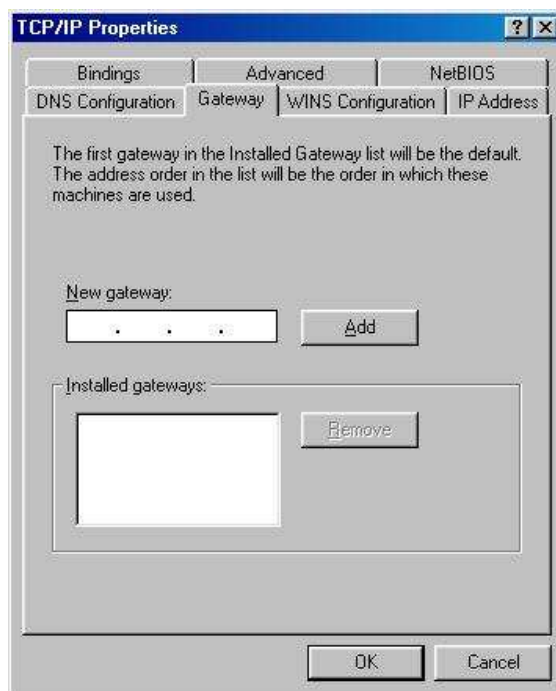 TCP/IP Properties
? X
Bindings
Advanced
NetBIOS
DNS Configuration
Gateway
WINS Configuration
IP Address
The first gateway in the Installed Gateway list will be the default.
The address order in the list will be the order in which these
machines are used.
New gateway:
. . .
Add
Installed gateways:
Remove
OK
Cancel